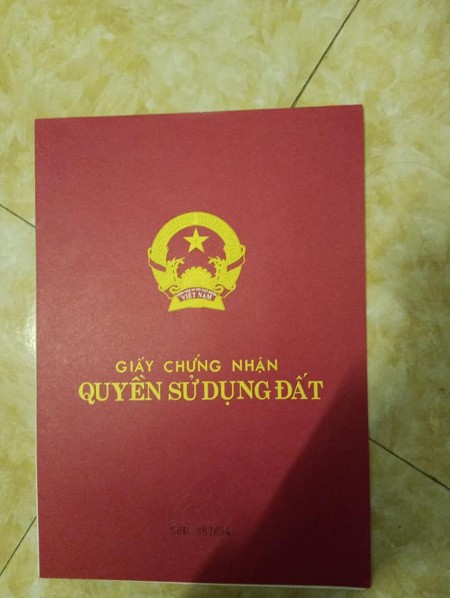 VIỆT NAM
GIẤY CHỨNG NHẬN
QUYỀN SỬ DỤNG ĐẤT